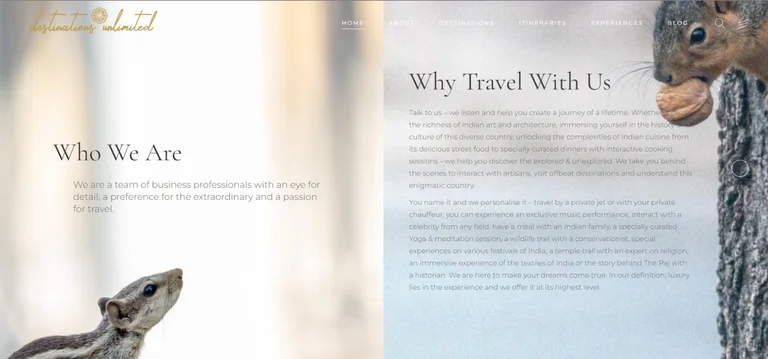 destinations unlimited
HOME ABOUT DESTINATIONS ITINERARIES EXPERIENCES BLOG
Who We Are
We are a team of business professionals with an eye for
detail, a preference for the extraordinary and a passion
for travel.
Why Travel With Us
Talk to us – we listen and help you create a journey of a lifetime. Whether
the richness of Indian art and architecture, immersing yourself in the history
culture of this diverse country, unlocking the complexities of Indian cuisine from
its delicious street food to specially curated dinners with interactive cooking
sessions – we help you discover the explored & unexplored. We take you behind
the scenes to interact with artisans, visit offbeat destinations and understand this
enigmatic country.
You name it and we personalise it – travel by a private jet or with your private
chauffeur, you can experience an exclusive music performance, interact with a
celebrity from any field, have a meal with an Indian family, a specially curated
Yoga & meditation session, a wildlife trail with a conservationist, special
experiences on various festivals of India, a temple trail with an expert on religion,
an immersive experience of the textiles of India or the story behind The Raj with
a historian. We are here to make your dreams come true. In our definition, luxury
lies in the experience and we offer it at its highest level.